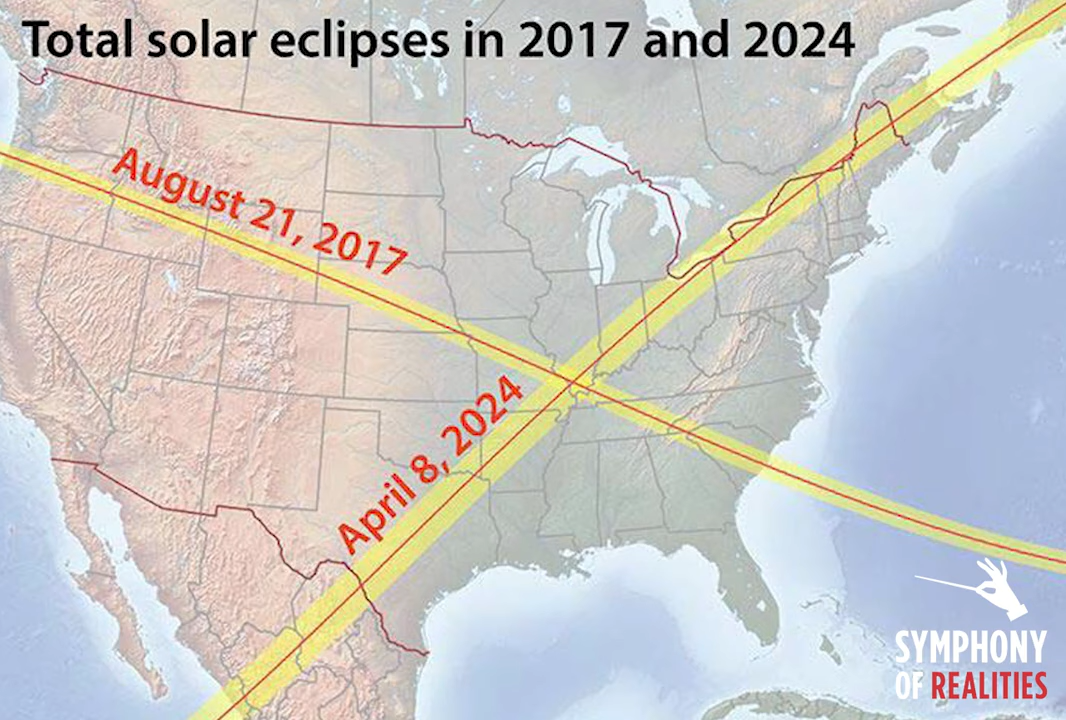 Total solar eclipses in 2017 and 2024
August 21, 2017
April 8, 2024
SYMPHONY
OF REALITIES